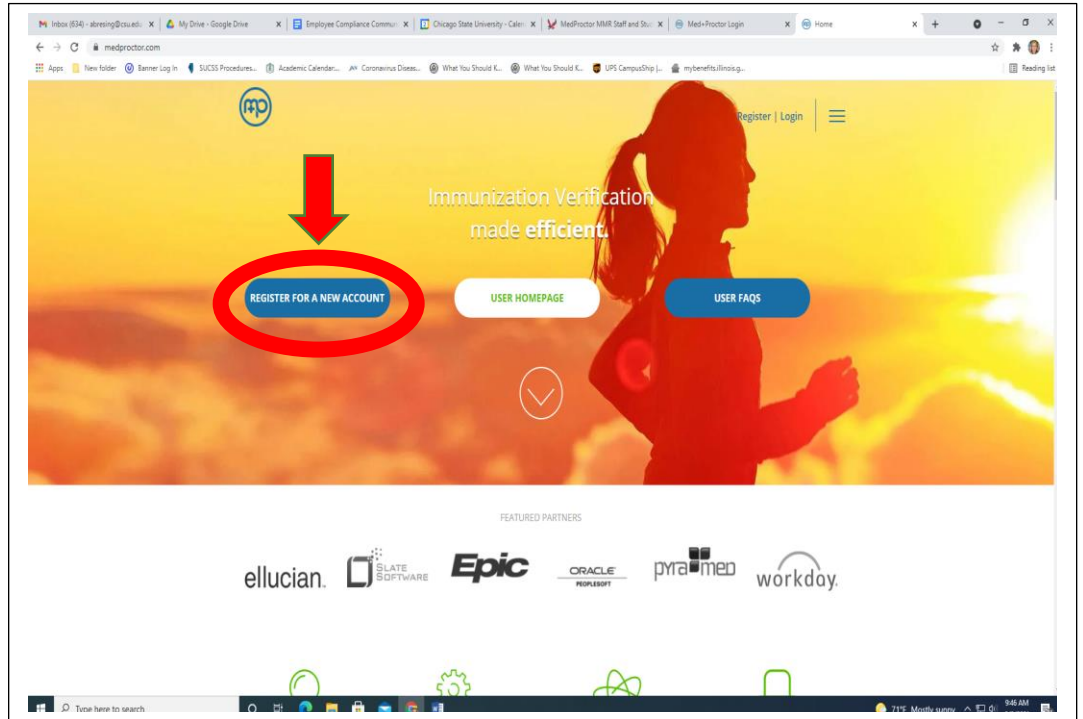 Inbox (634) - abresing@csu.edu
My Drive - Google Drive
Employee Compliance Commun
Chicago State University - Calen
MedProctor NMR Staff and Stu
Med+Proctor Login
Home
medproctor.com
Apps
New folder
Banner Log In
SUCSS Procedures...
Academic Calendar:...
Coronavirus Diseas...
What You Should K...
What You Should K...
UPS CampusShip |...
mybenefits.illinois.g...
Reading list
mp
Register | Login
Immunization Verification
made efficient.
REGISTER FOR A NEW ACCOUNT
USER HOMEPAGE
USER FAQS
FEATURED PARTNERS
ellucian.
SLATE
SOFTWARE
Epic
ORACLE
PEOPLESOFT
pyramed
workday.
Type here to search
71°F Mostly sunny
9:46 AM